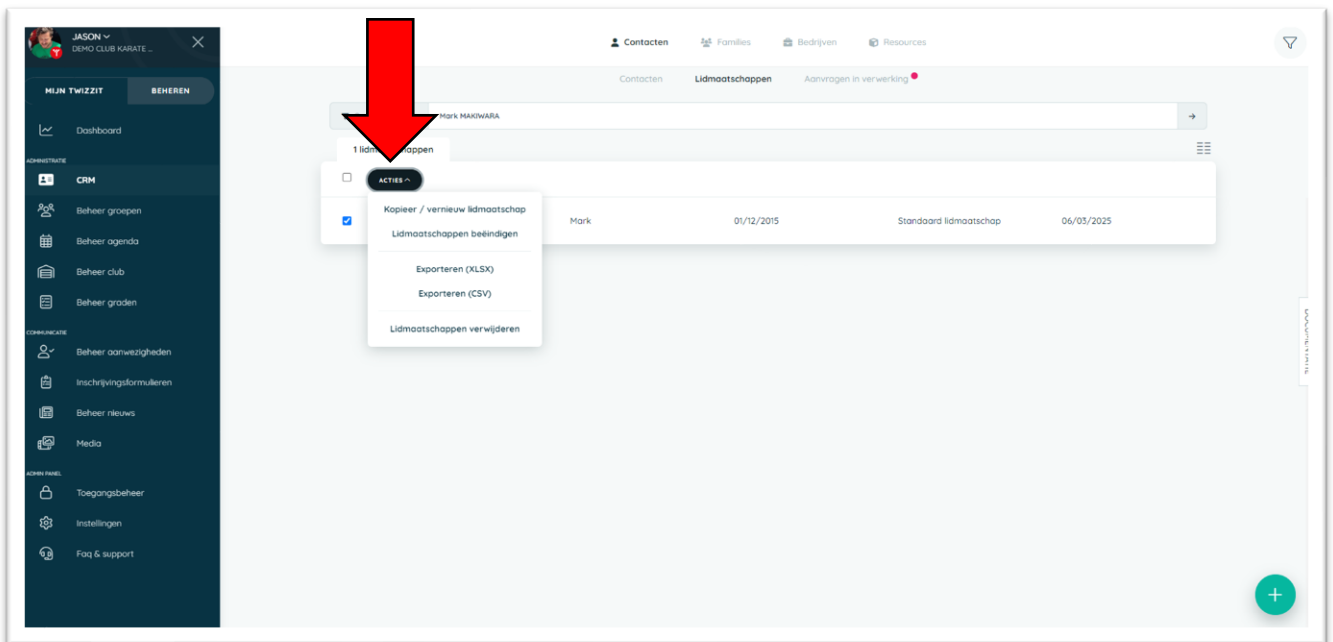 JASON
DEMO CLUB KARATE ...
MIJN TWIZZIT
BEHEREN
Dashboard
ADMINISTRATIE
CRM
Beheer groepen
Beheer agenda
Beheer club
Beheer graden
COMMUNICATIE
Beheer aanwezigheden
Inschrijvingsformulieren
Beheer nieuws
Media
ADMIN PANEL
Toegangsbeheer
Instellingen
Faq & support
Contacten Families Bedrijven Resources
Contacten Lidmaatschappen Aanvragen in verwerking
Mark MAKIWARA
ACTIES
Mark 01/12/2015 Standaard lidmaatschap 06/03/2025
Kopieer / vernieuw lidmaatschap
Lidmaatschappen beëindigen
Exporteren (XLSX)
Exporteren (CSV)
Lidmaatschappen verwijderen